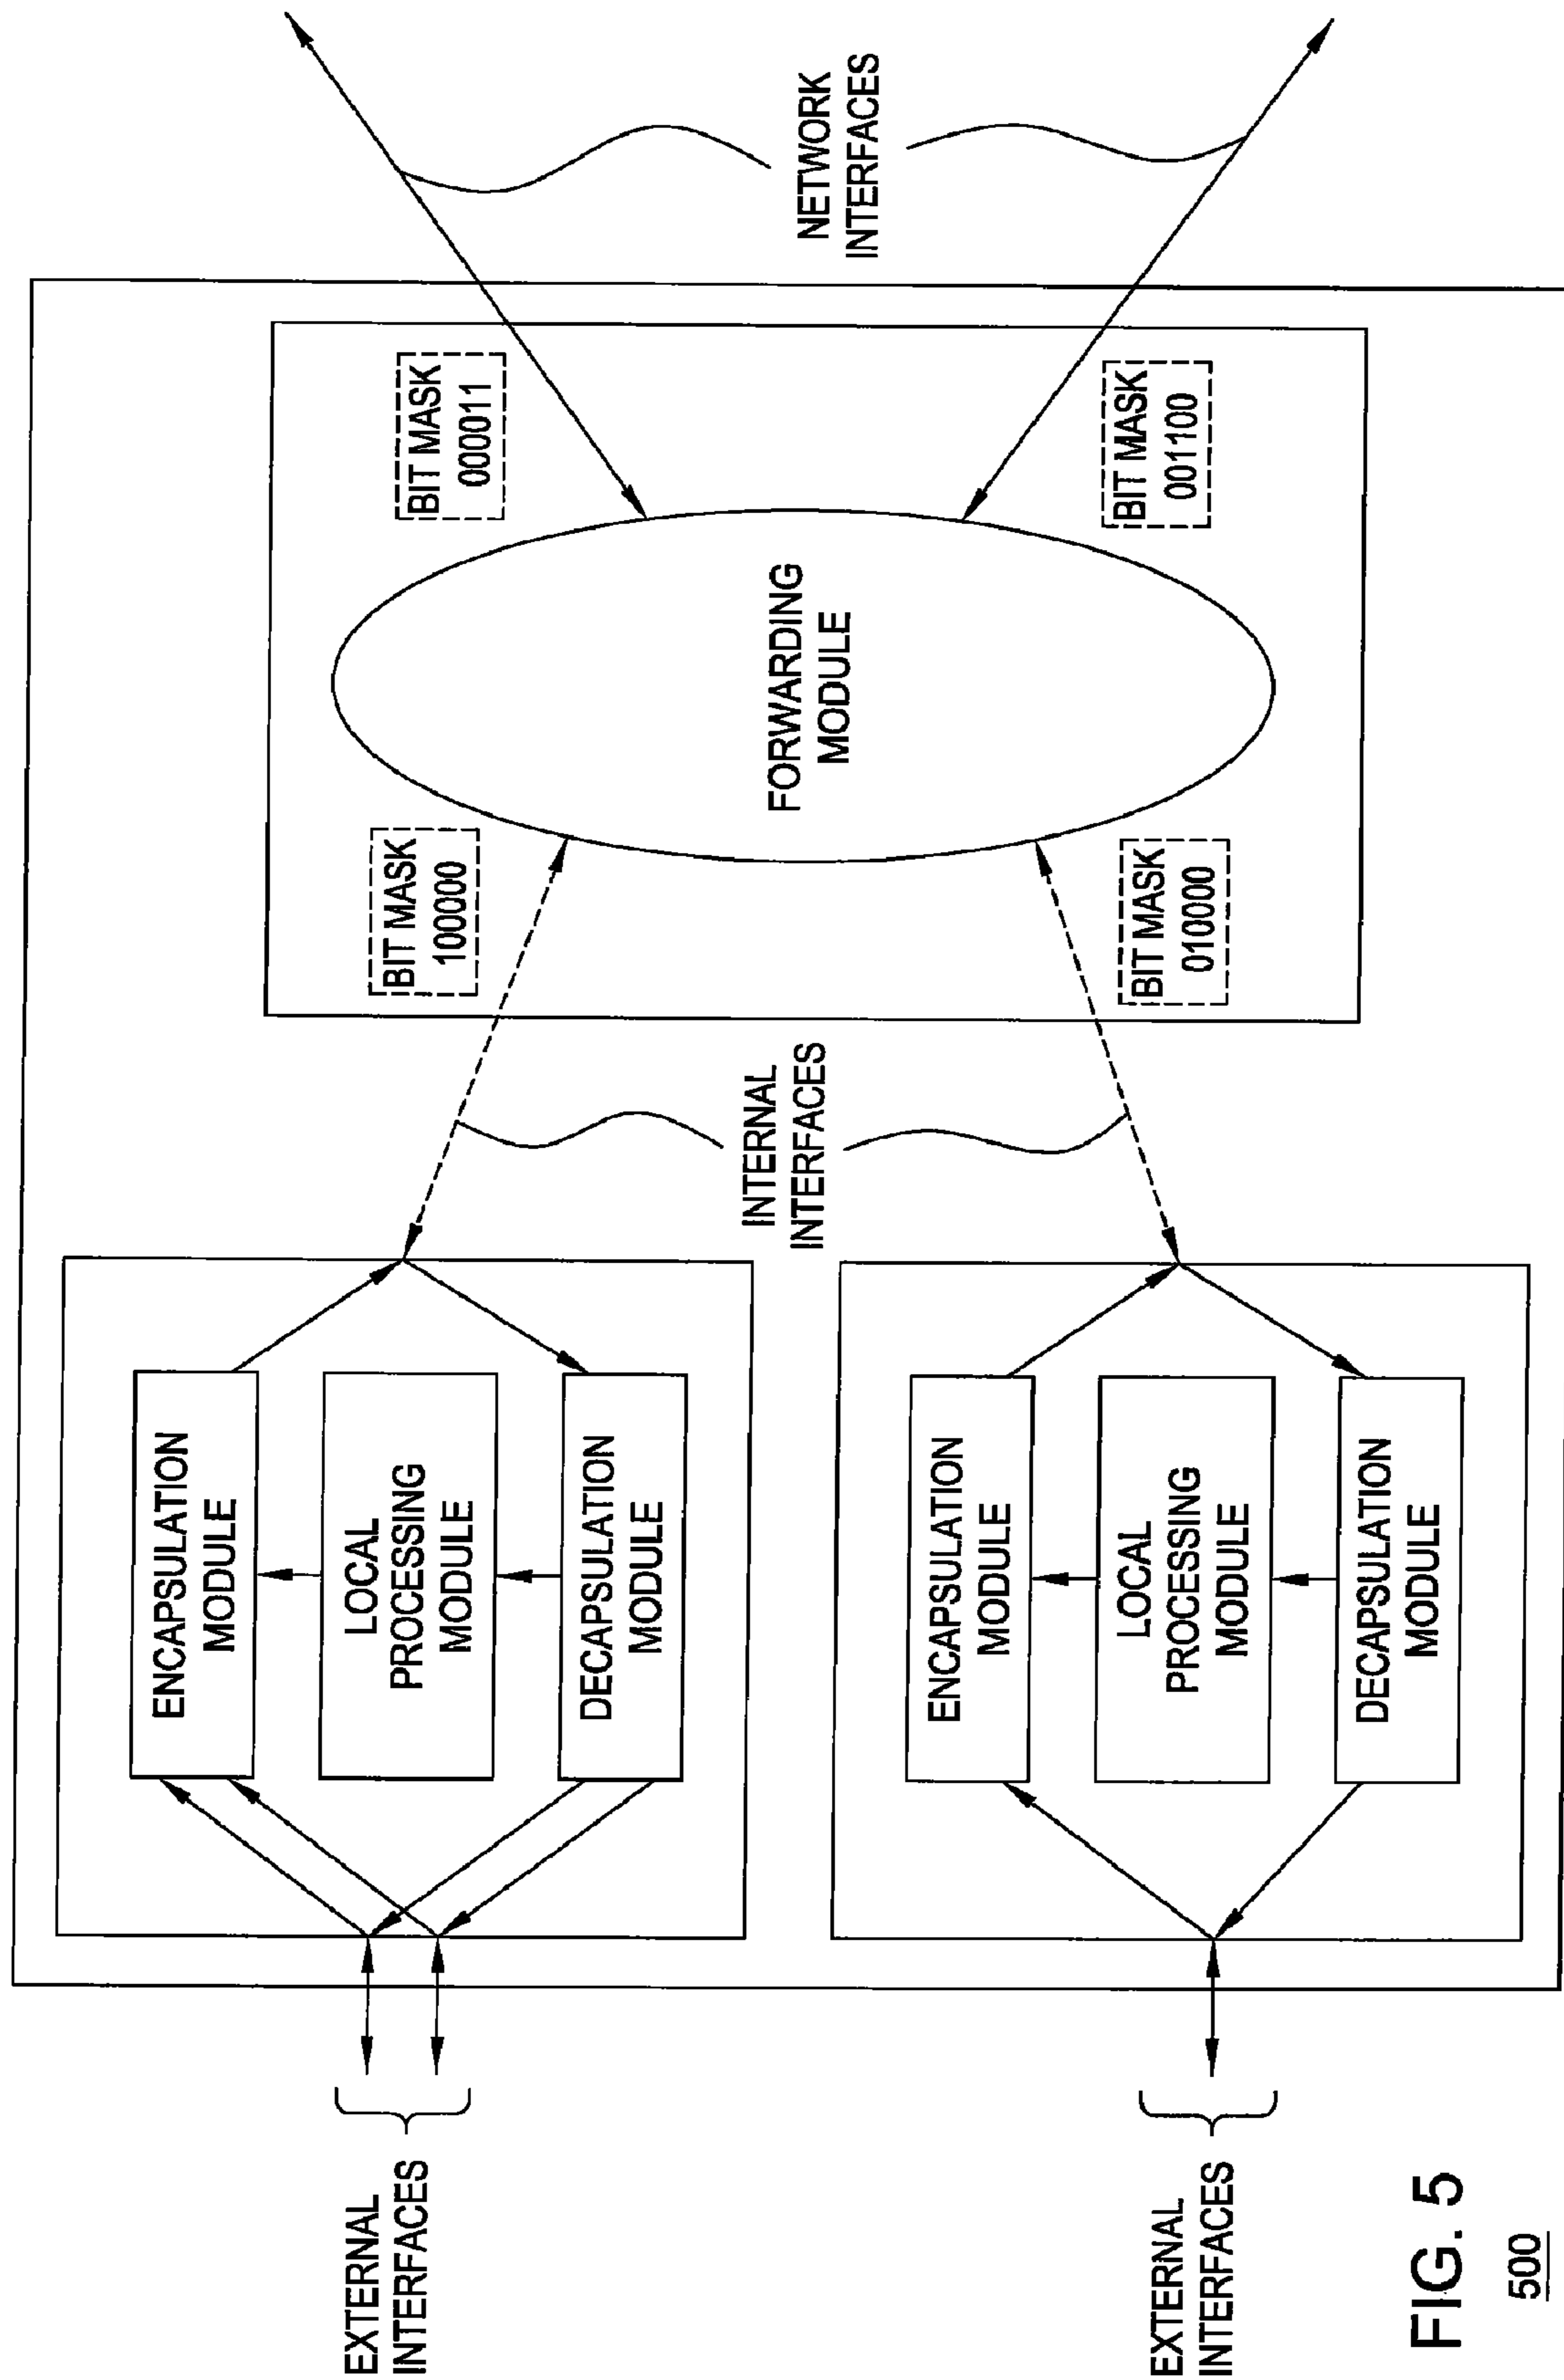 EXTERNAL
INTERFACES
ENCAPSULATION
MODULE
LOCAL
PROCESSING
MODULE
DECAPSULATION
MODULE
INTERNAL
INTERFACES
BIT MASK
100000
BIT MASK
000011
FORWARDING
MODULE
BIT MASK
010000
BIT MASK
001100
NETWORK
INTERFACES
EXTERNAL
INTERFACES
ENCAPSULATION
MODULE
LOCAL
PROCESSING
MODULE
DECAPSULATION
MODULE
FIG. 5
500